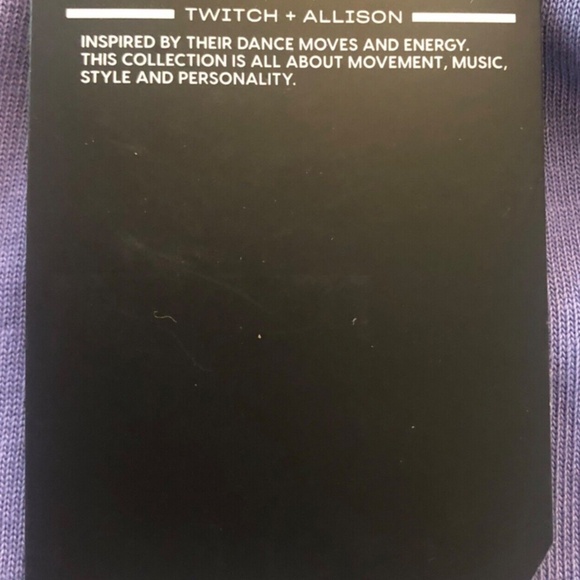 TWITCH + ALLISON
INSPIRED BY THEIR DANCE MOVES AND ENERGY.
THIS COLLECTION IS ALL ABOUT MOVEMENT, MUSIC,
STYLE AND PERSONALITY.